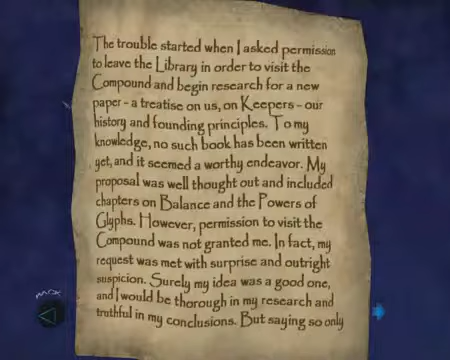 The trouble started when I asked permission
to leave the Library in order to visit the
Compound and begin research for a new
paper - a treatise on us, on Keepers - our
history and founding principles. To my
knowledge, no such book has been written
yet, and it seemed a worthy endeavor. My
proposal was well thought out and included
chapters on Balance and the Powers of
Glyphs. However, permission to visit the
Compound was not granted me. In fact, my
request was met with surprise and outright
suspicion. Surely my idea was a good one,
and I would be thorough in my research and
truthful in my conclusions. But saying so only